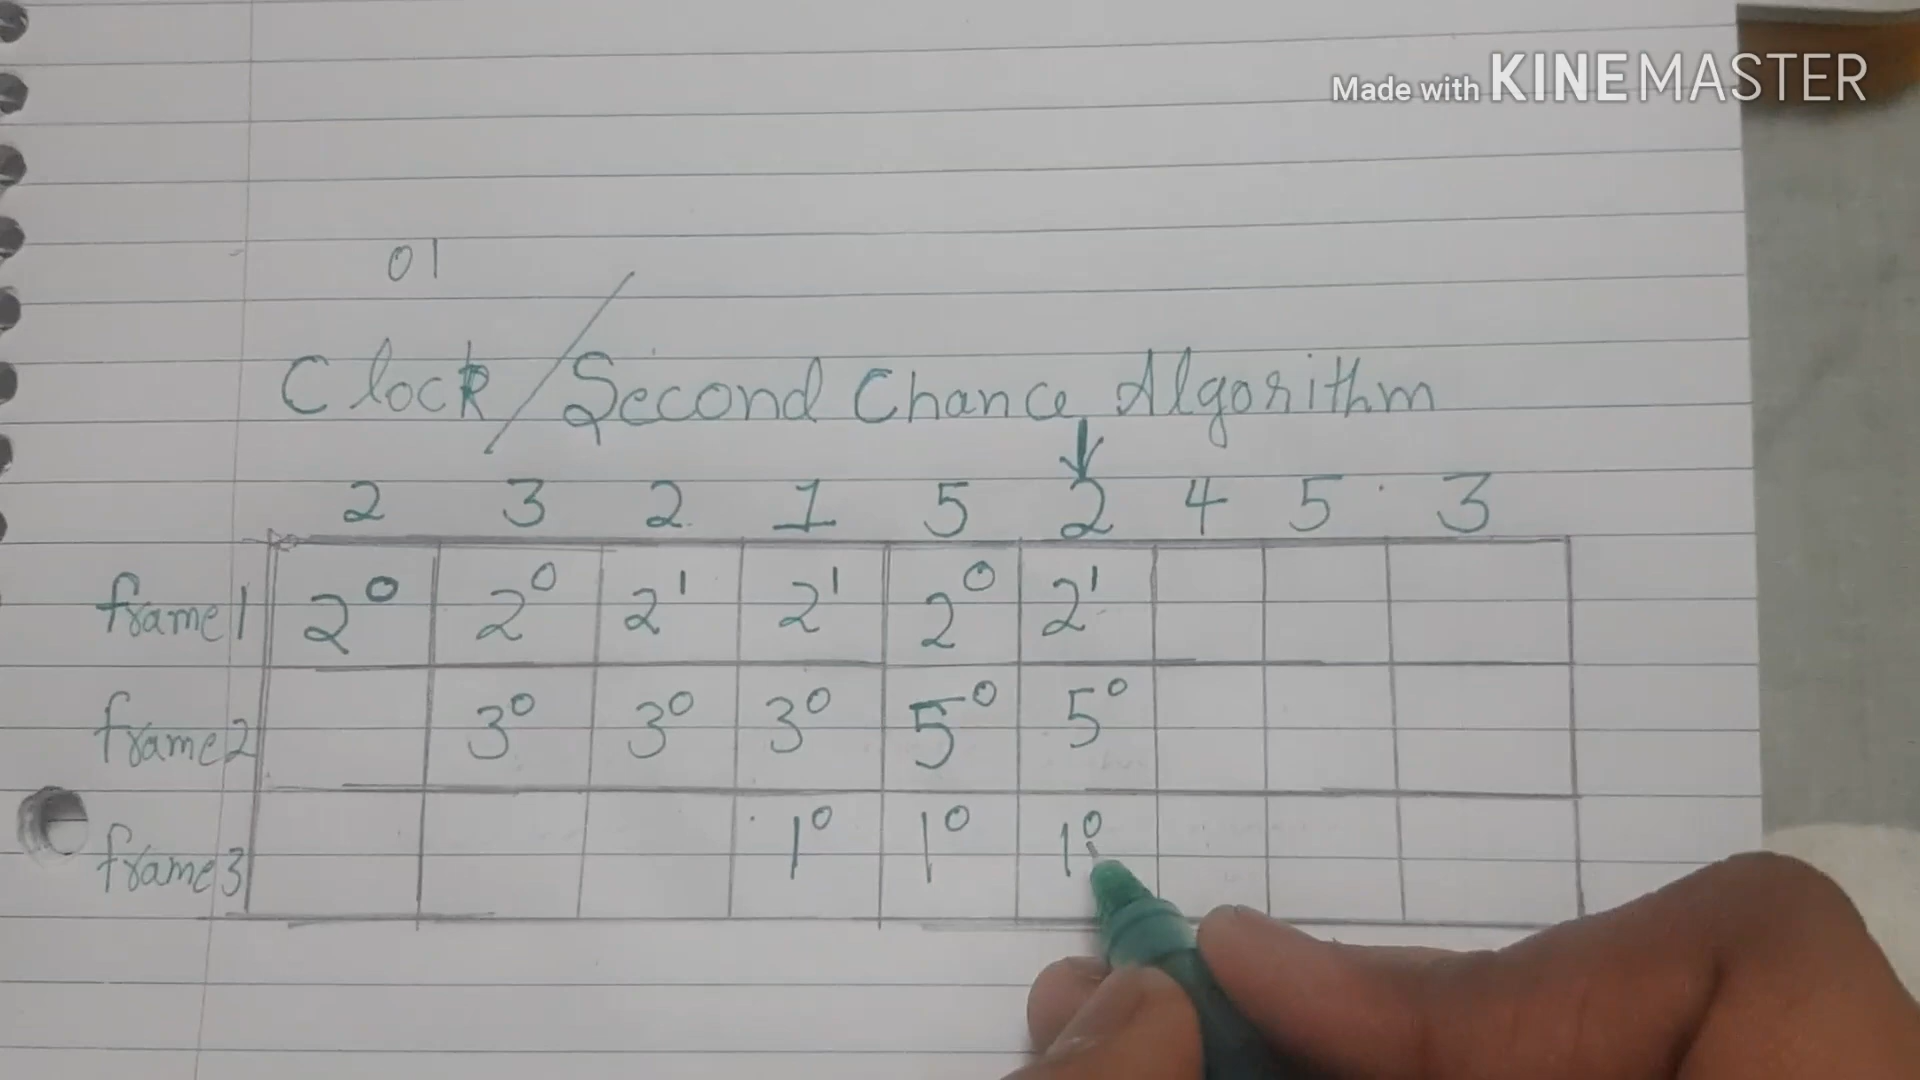 Made with KINEMASTER
01
Clock/Second Chance Algorithm
2 3 2 1 5 2 4 5 3
frame1 2⁰ 2⁰ 2¹ 2¹ 2⁰ 2¹
frame2 3⁰ 3⁰ 3⁰ 5⁰ 5⁰
frame3 1⁰ 1⁰ 1⁰